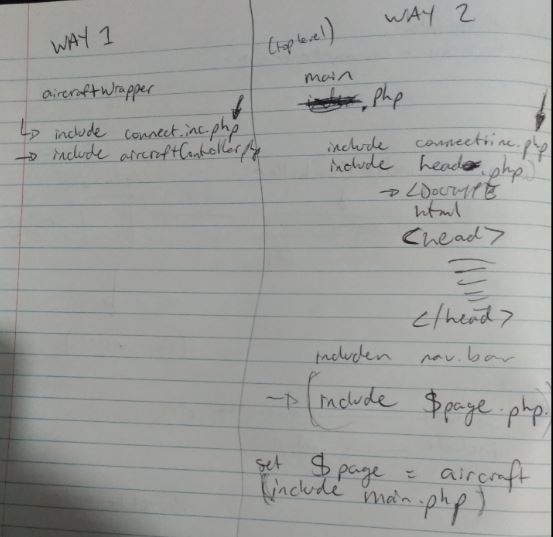 WAY 1
aircraftWrapper
↳ include connect.inc.php
→ include aircraftController.php
WAY 2
(top level)
main
.php
include connect.inc.php
include head.php)
→ <DOCTYPE
html
<head>
</head>
include nav.bar
→ (include $page.php.
set $page = aircraft
(include main.php)